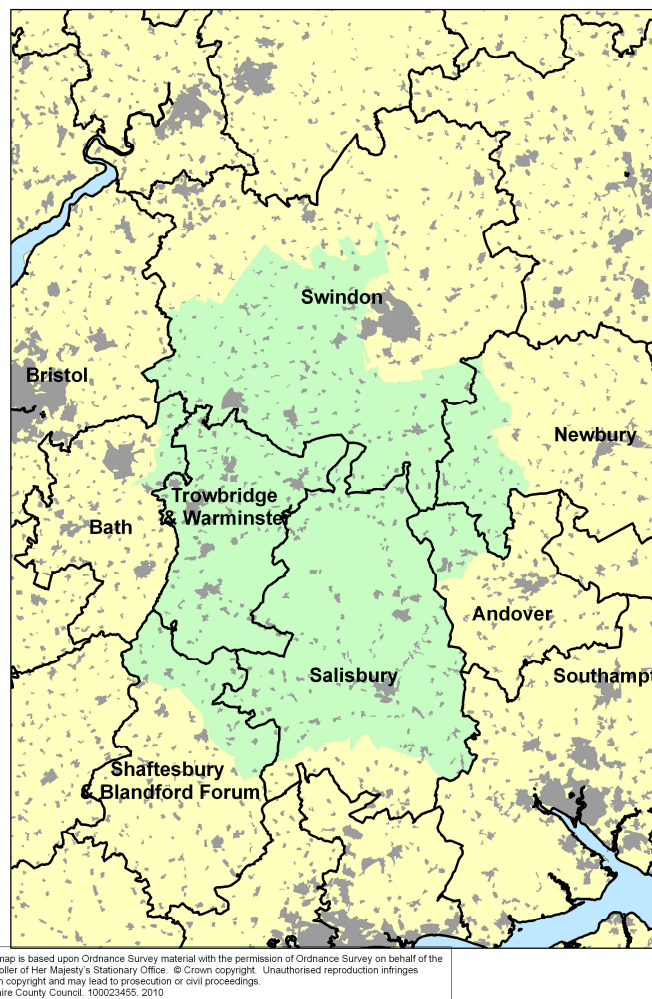 Swindon
Bristol
Newbury
Trowbridge
& Warminster
Bath
Andover
Salisbury
Southampt
Shaftesbury
& Blandford Forum
map is based upon Ordnance Survey material with the permission of Ordnance Survey on behalf of the
oller of Her Majesty's Stationary Office. © Crown copyright. Unauthorised reproduction infringes
n copyright and may lead to prosecution or civil proceedings.
hire County Council. 100023455. 2010